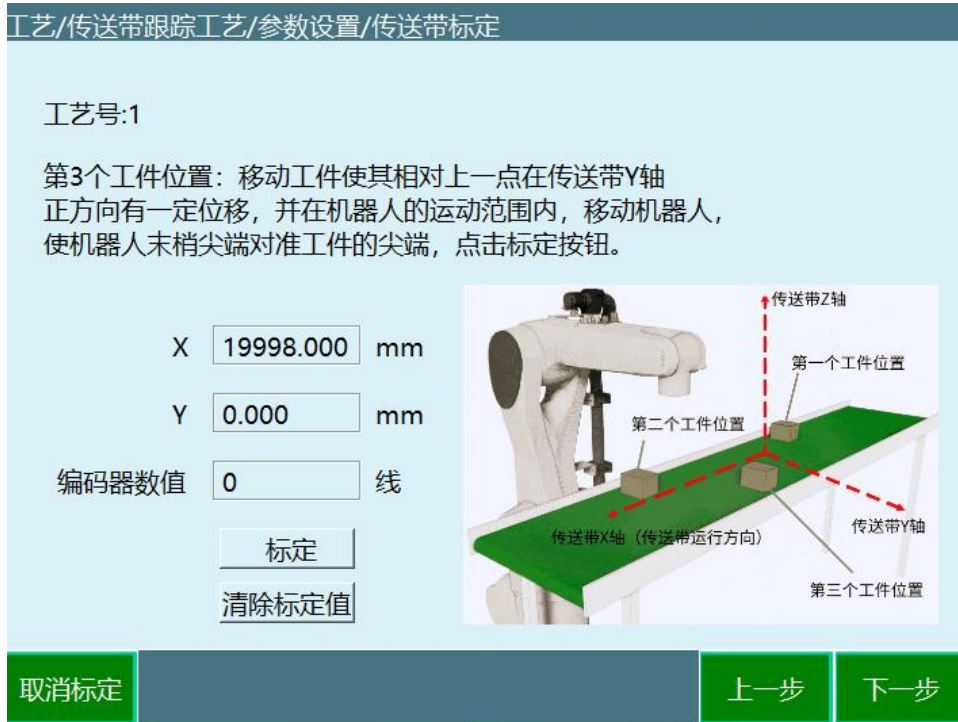 工艺/传送带跟踪工艺/参数设置/传送带标定
工艺号:1
第3个工件位置：移动工件使其相对上一点在传送带Y轴
正方向有一定位移，并在机器人的运动范围内，移动机器人，
使机器人末梢尖端对准工件的尖端，点击标定按钮。
X 19998.000 mm
Y 0.000 mm
编码器数值 0 线
标定
清除标定值
传送带Z轴
第一个工件位置
第二个工件位置
传送带X轴（传送带运行方向）
传送带Y轴
第三个工件位置
取消标定
上一步
下一步